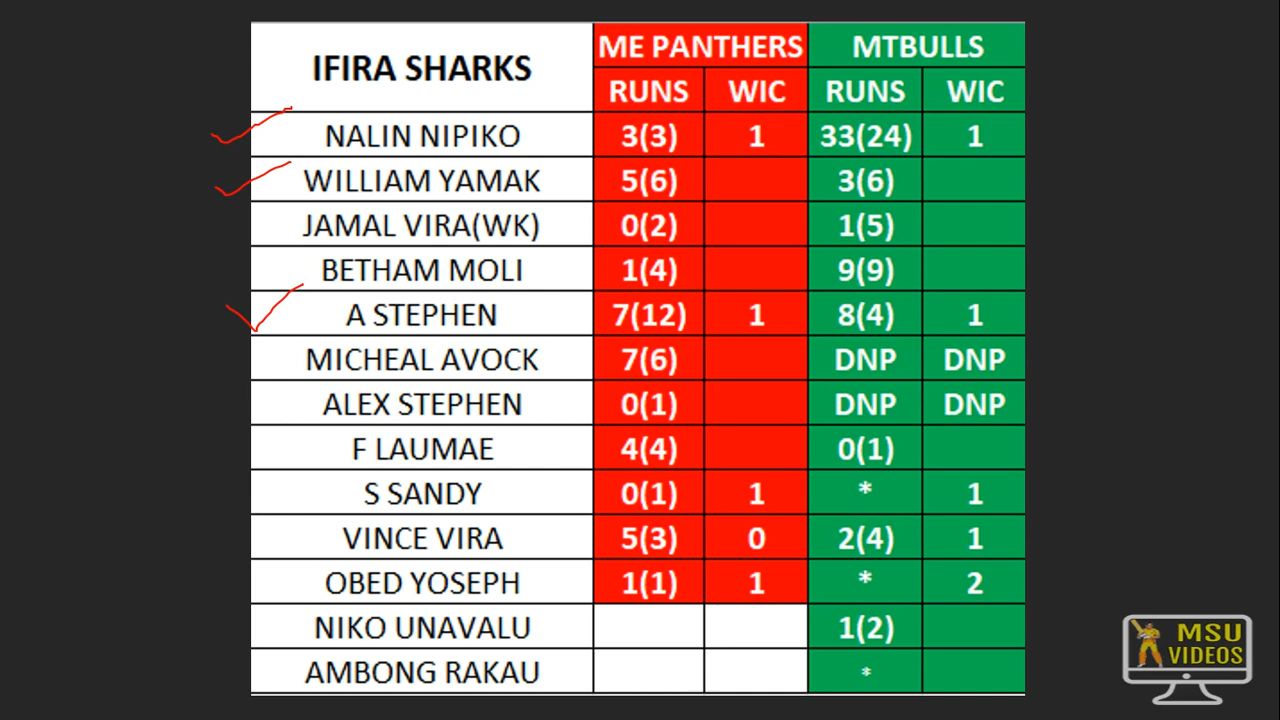 IFIRA SHARKS ME PANTHERS MTBULLS
RUNS WIC RUNS WIC
NALIN NIPIKO 3(3) 1 33(24) 1
WILLIAM YAMAK 5(6) 3(6)
JAMAL VIRA(WK) 0(2) 1(5)
BETHAM MOLI 1(4) 9(9)
A STEPHEN 7(12) 1 8(4) 1
MICHEAL AVOCK 7(6) DNP DNP
ALEX STEPHEN 0(1) DNP DNP
F LAUMAE 4(4) 0(1)
S SANDY 0(1) 1 * 1
VINCE VIRA 5(3) 0 2(4) 1
OBED YOSEPH 1(1) 1 * 2
NIKO UNAVALU 1(2)
AMBONG RAKAU *
MSU
VIDEOS